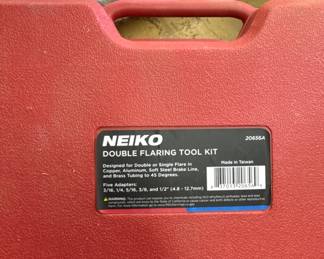 NEIKO
20656A
DOUBLE FLARING TOOL KIT
Designed for Double or Single Flare in
Copper, Aluminum, Soft Steel Brake Line,
and Brass Tubing to 45 Degrees.
Made in Taiwan
Five Adapters:
3/16, 1/4, 5/16, 3/8, and 1/2" (4.8 - 12.7mm)
WARNING: